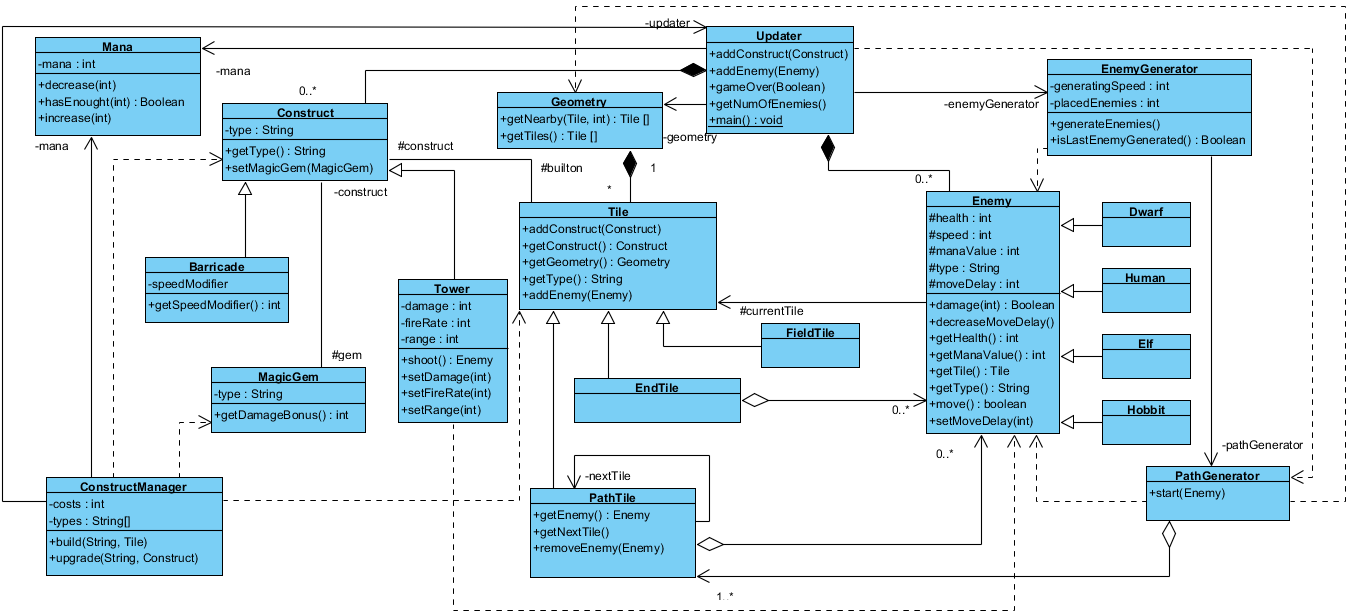 -updater
Mana
-mana : int
+decrease(int)
+hasEnought(int) : Boolean
+increase(int)
-mana
-mana
0..*
Construct
-type : String
+getType() : String
+setMagicGem(MagicGem)
#construct
-construct
#builton
Geometry
+getNearby(Tile, int) : Tile []
+getTiles() : Tile []
-geometry
1
*
Updater
+addConstruct(Construct)
+addEnemy(Enemy)
+gameOver(Boolean)
+getNumOfEnemies()
+main() : void
-enemyGenerator
EnemyGenerator
-generatingSpeed : int
-placedEnemies : int
+generateEnemies()
+isLastEnemyGenerated() : Boolean
0..*
Barricade
-speedModifier
+getSpeedModifier() : int
Tower
-damage : int
-fireRate : int
-range : int
+shoot() : Enemy
+setDamage(int)
+setFireRate(int)
+setRange(int)
Tile
+addConstruct(Construct)
+getConstruct() : Construct
+getGeometry() : Geometry
+getType() : String
+addEnemy(Enemy)
#currentTile
Enemy
#health : int
#speed : int
#manaValue : int
#type : String
#moveDelay : int
+damage(int) : Boolean
+decreaseMoveDelay()
+getHealth() : int
+getManaValue() : int
+getTile() : Tile
+getType() : String
+move() : boolean
+setMoveDelay(int)
Dwarf
Human
Elf
Hobbit
FieldTile
EndTile
0..*
#gem
MagicGem
-type : String
+getDamageBonus() : int
ConstructManager
-costs : int
-types : String[]
+build(String, Tile)
+upgrade(String, Construct)
-nextTile
PathTile
+getEnemy() : Enemy
+getNextTile()
+removeEnemy(Enemy)
0..*
-pathGenerator
PathGenerator
+start(Enemy)
1..*